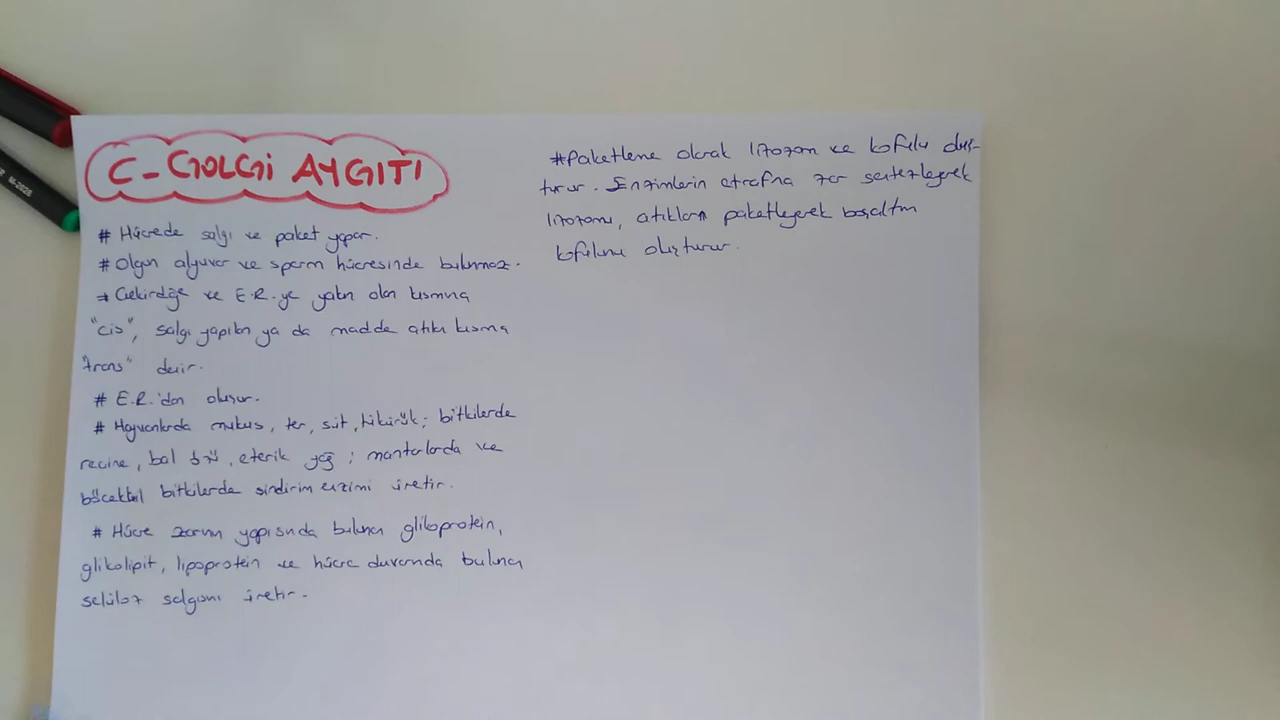 C- GOLGİ AYGITI
# Hücrede salgı ve paket yapar.
# Olgun alyuvar ve sperm hücresinde bulunmaz.
→ Çekirdeğe ve E.R.ye yakın olan kısmına
"cis", salgı yapılan ya da madde atılan kısma
"trans" denir.
# E.R.'den oluşur.
# Hayvanlarda mukus, ter, süt, tükürük; bitkilerde
reçine, bal özü, eterik yağ; mantarlarda ve
böcekçil bitkilerde sindirim enzimi üretir.
# Hücre zarının yapısında bulunan glikoprotein,
glikolipit, lipoprotein ve hücre duvarında bulunan
selüloz salgısını üretir.
#Paketleme olarak lizozom ve kofulu oluş-
turur. Enzimlerin etrafına zar sentezleyerek
lizozomu, atıkları paketleyerek boşaltım
kofulunu oluşturur.